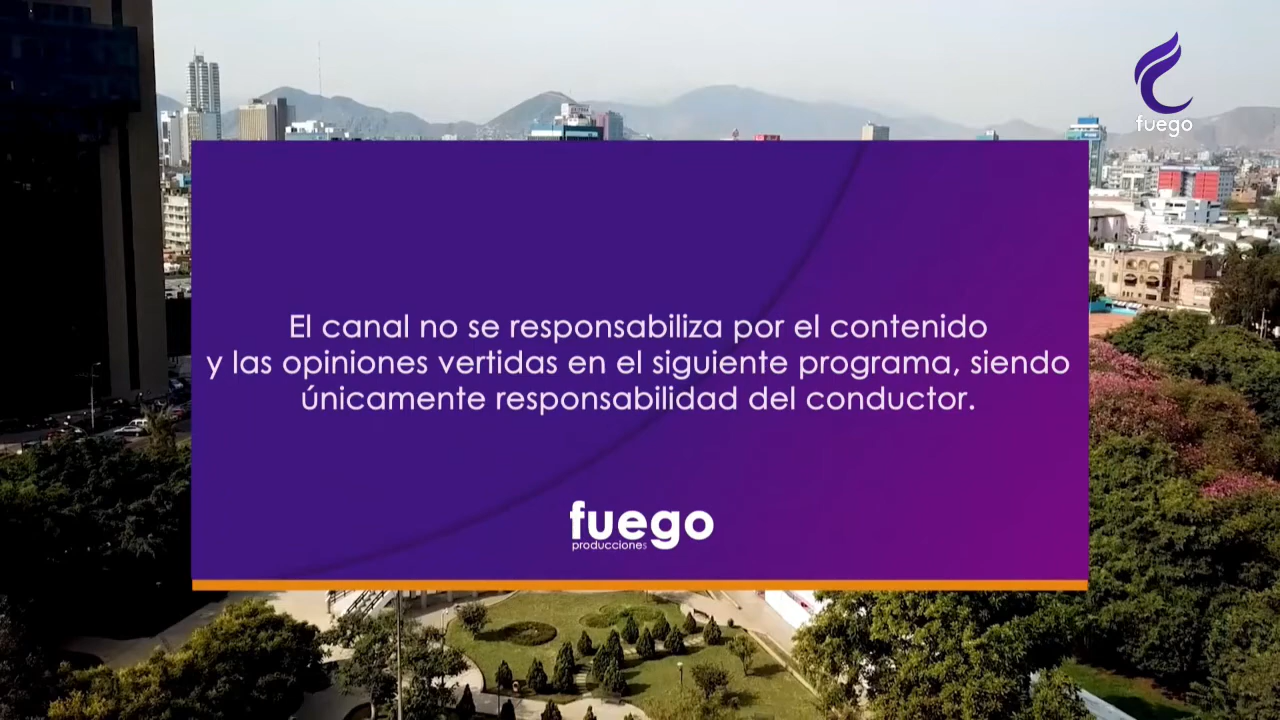 fuego
El canal no se responsabiliza por el contenido
y las opiniones vertidas en el siguiente programa, siendo
únicamente responsabilidad del conductor.
fuego
producciones